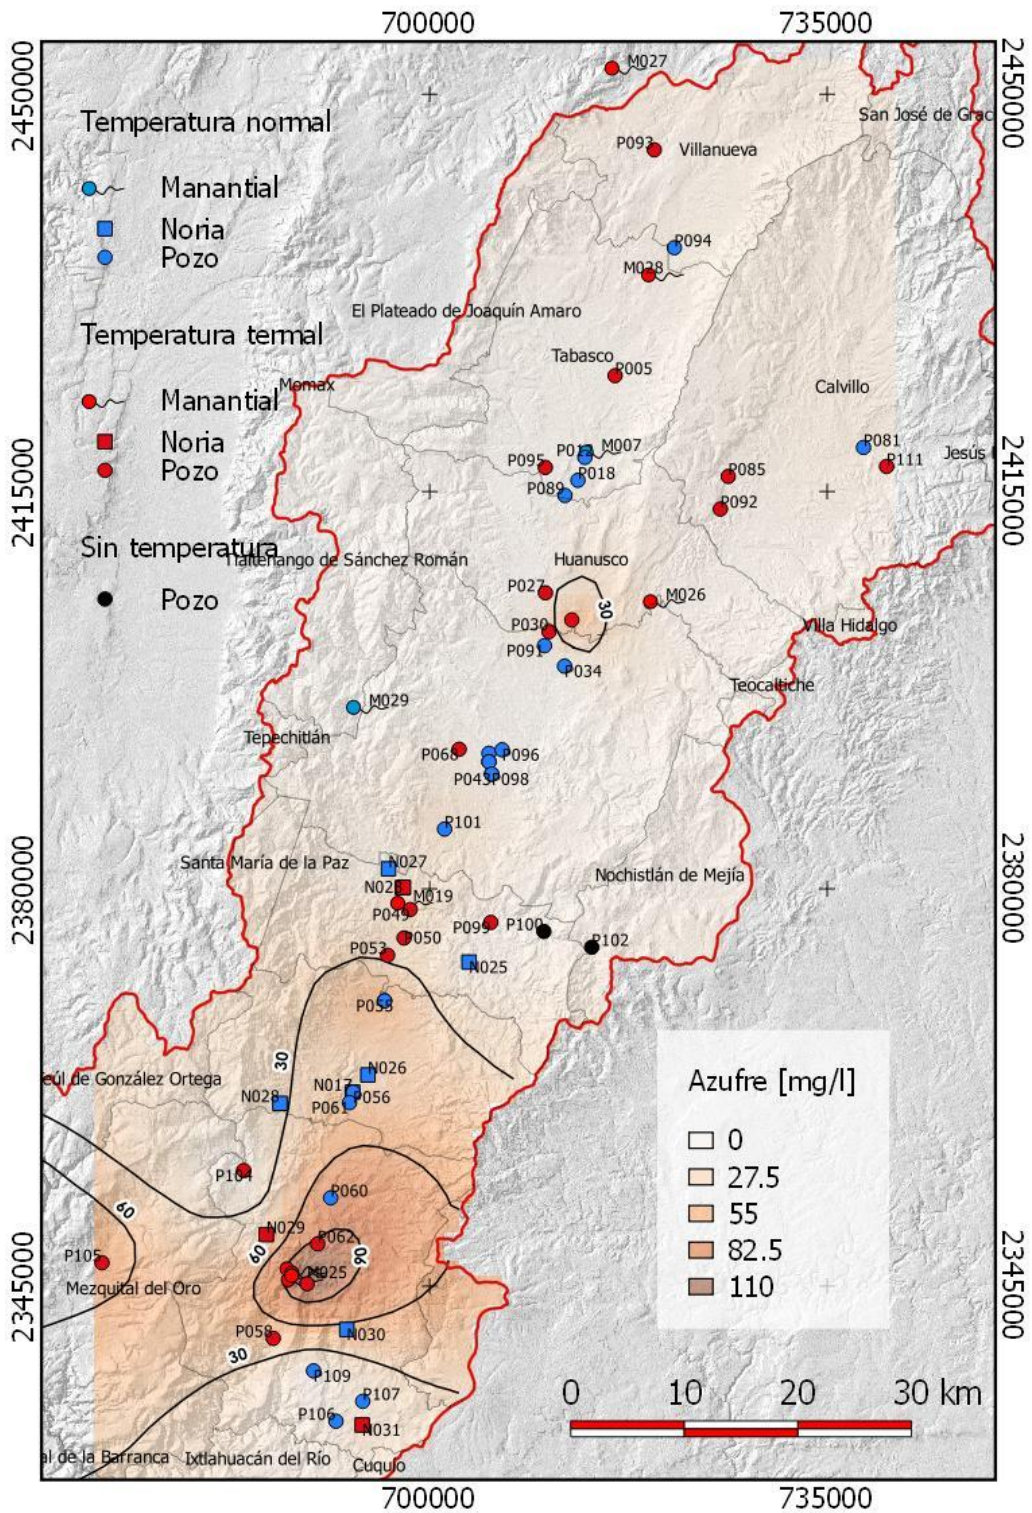 700000
735000
2450000
2450000
M027
San José de Grac
Temperatura normal
P093
Villanueva
Manantial
Noria
P094
Pozo
M028
El Plateado de Joaquín Amaro
Temperatura termal
Tabasco
P005
Momax
Calvillo
Manantial
Noria
P012
M007
P081
Pozo
P095
P018
P085
P111
Jesús
P089
2415000
2415000
P092
Sin temperatura
Tlaltenango de Sánchez Román
Huanusco
Pozo
P027
M026
30
P030
Villa Hidalgo
P091
P034
Teocaltiche
M029
Tepechitlán
P068
P096
P043
P098
P101
Santa María de la Paz
N027
2380000
2380000
Nochistlán de Mejía
M019
P049
P099
P100
P050
P102
P053
N025
P055
30
N026
Azufre [mg/l]
eúl de González Ortega
N017
P056
N028
P061
0
27.5
P104
P060
55
60
N029
P062
82.5
P105
60
90
M025
110
2345000
2345000
Mezquital del Oro
P058
N030
30
P109
P107
0 10 20 30 km
P106
N031
al de la Barranca
Ixtlahuacán del Río
Cuquío
700000
735000